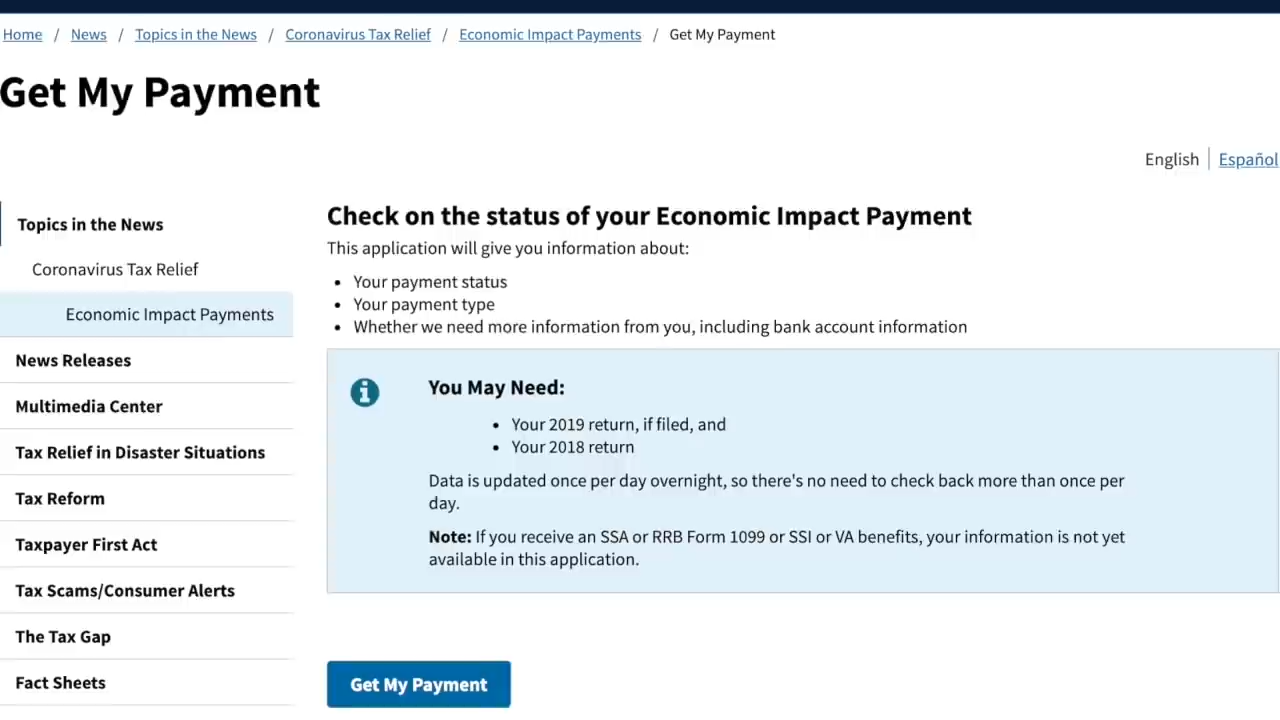 Home / News / Topics in the News / Coronavirus Tax Relief / Economic Impact Payments / Get My Payment
Get My Payment
English | Español
Topics in the News
Coronavirus Tax Relief
Economic Impact Payments
News Releases
Multimedia Center
Tax Relief in Disaster Situations
Tax Reform
Taxpayer First Act
Tax Scams/Consumer Alerts
The Tax Gap
Fact Sheets
Check on the status of your Economic Impact Payment
This application will give you information about:
• Your payment status
• Your payment type
• Whether we need more information from you, including bank account information
You May Need:
• Your 2019 return, if filed, and
• Your 2018 return
Data is updated once per day overnight, so there's no need to check back more than once per
day.
Note: If you receive an SSA or RRB Form 1099 or SSI or VA benefits, your information is not yet
available in this application.
Get My Payment